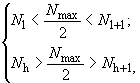 N_l < N_max/2 < N_{l+1};
N_h > N_max/2 > N_{h+1},